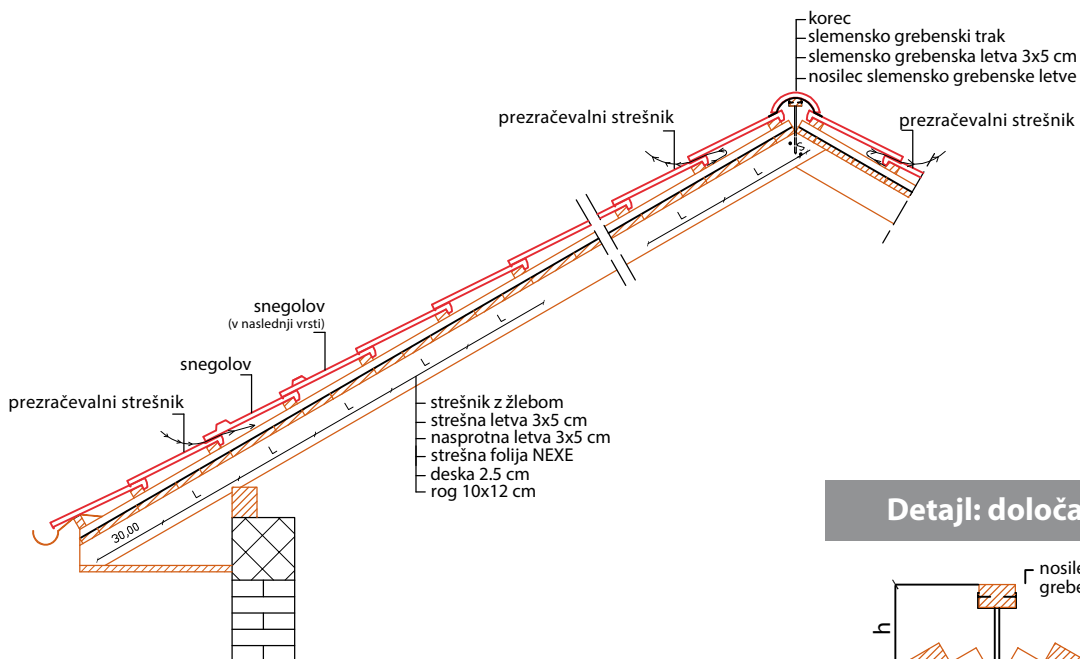 korec
slemensko grebenski trak
slemensko grebenska letva 3x5 cm
nosilec slemensko grebenske letve
prezračevalni strešnik
prezračevalni strešnik
S
L
L
snegolov
(v naslednji vrsti)
snegolov
prezračevalni strešnik
L
L
L
L
L
30,00
strešnik z žlebom
strešna letva 3x5 cm
nasprotna letva 3x5 cm
strešna folija NEXE
deska 2.5 cm
rog 10x12 cm
Detajl: določa
nosile
grebe
h